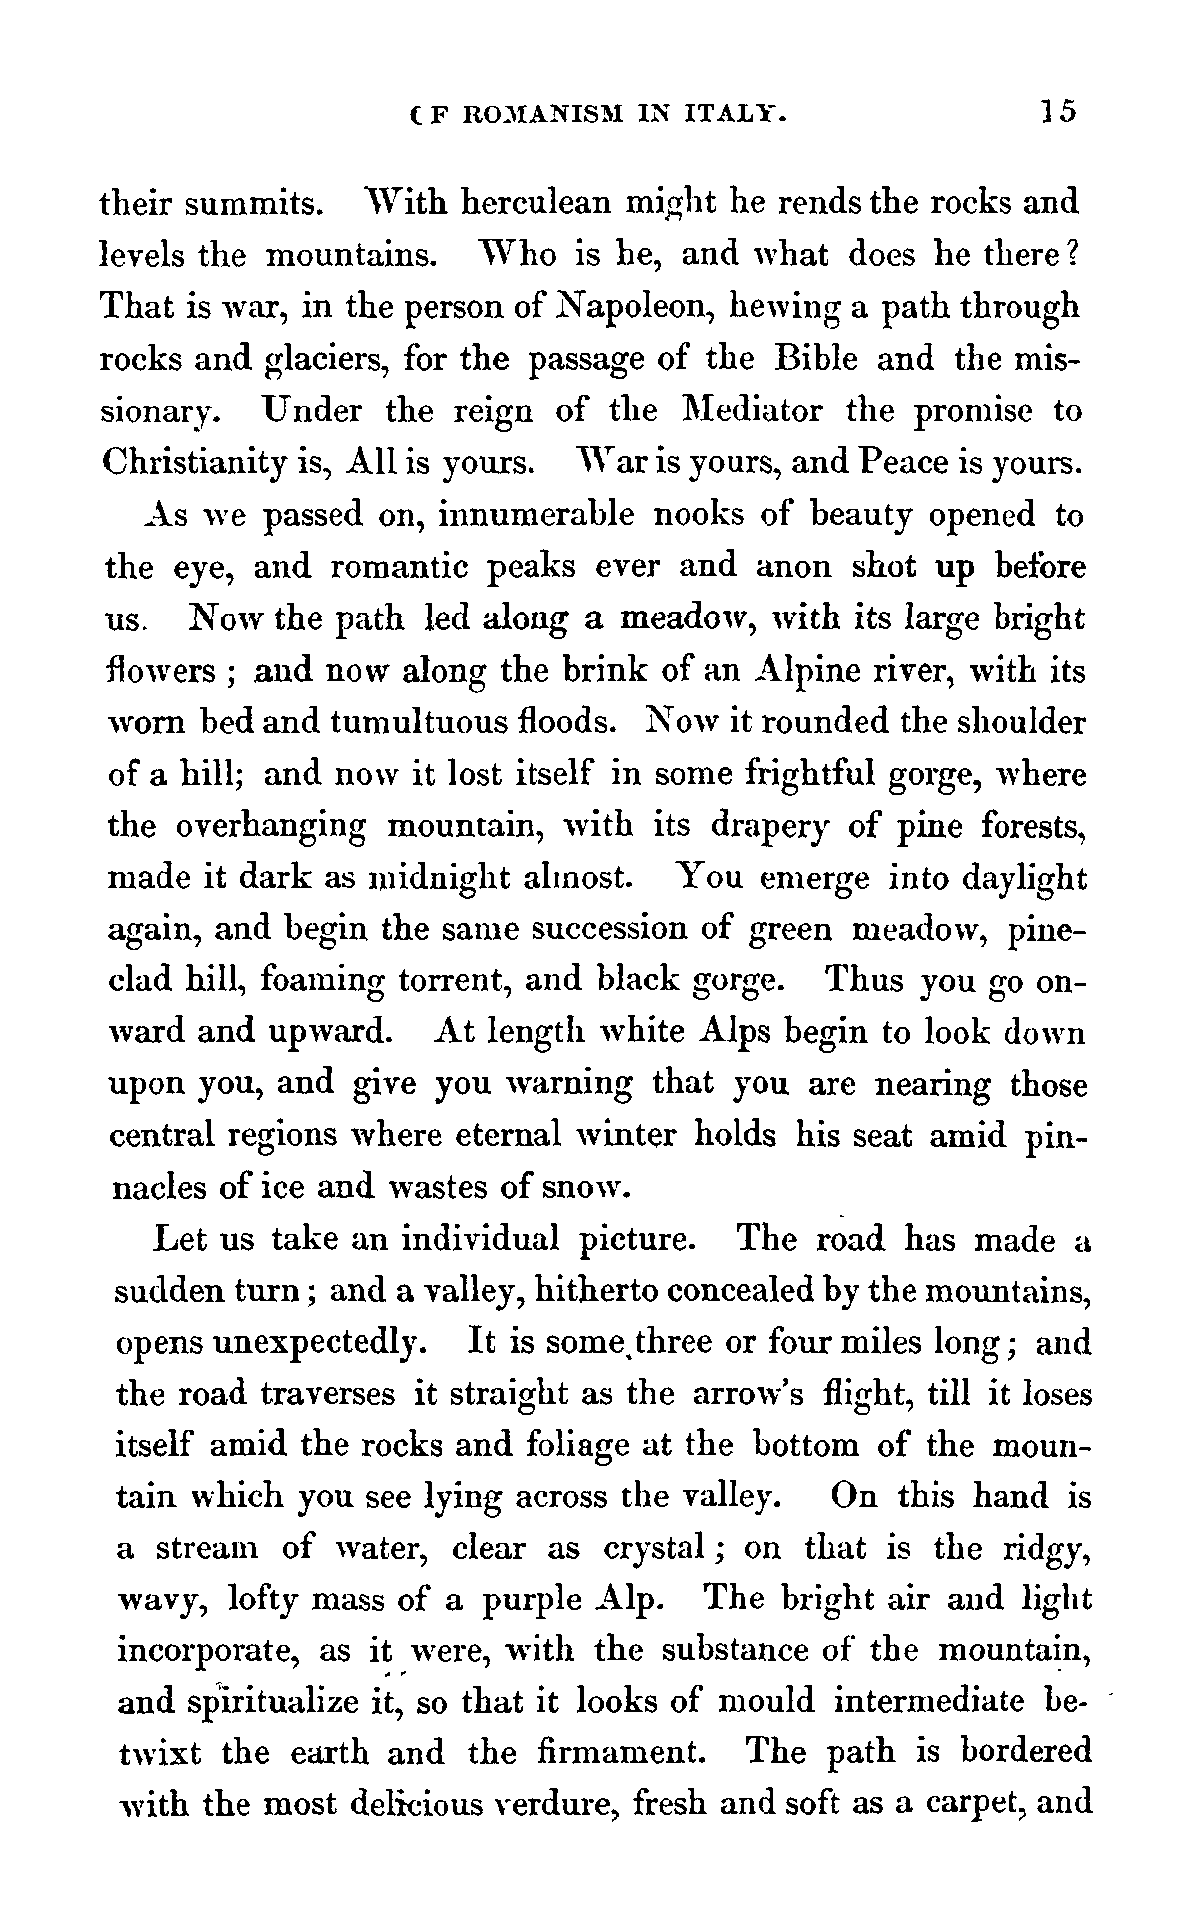 OF ROMANISM IN ITALY. 15
their summits. With herculean might he rends the rocks and
levels the mountains. Who is he, and what does he there?
That is war, in the person of Napoleon, hewing a path through
rocks and glaciers, for the passage of the Bible and the mis-
sionary. Under the reign of the Mediator the promise to
Christianity is, All is yours. War is yours, and Peace is yours.
As we passed on, innumerable nooks of beauty opened to
the eye, and romantic peaks ever and anon shot up before
us. Now the path led along a meadow, with its large bright
flowers ; and now along the brink of an Alpine river, with its
worn bed and tumultuous floods. Now it rounded the shoulder
of a hill; and now it lost itself in some frightful gorge, where
the overhanging mountain, with its drapery of pine forests,
made it dark as midnight almost. You emerge into daylight
again, and begin the same succession of green meadow, pine-
clad hill, foaming torrent, and black gorge. Thus you go on-
ward and upward. At length white Alps begin to look down
upon you, and give you warning that you are nearing those
central regions where eternal winter holds his seat amid pin-
nacles of ice and wastes of snow.
Let us take an individual picture. The road has made a
sudden turn ; and a valley, hitherto concealed by the mountains,
opens unexpectedly. It is some three or four miles long ; and
the road traverses it straight as the arrow's flight, till it loses
itself amid the rocks and foliage at the bottom of the moun-
tain which you see lying across the valley. On this hand is
a stream of water, clear as crystal ; on that is the ridgy,
wavy, lofty mass of a purple Alp. The bright air and light
incorporate, as it were, with the substance of the mountain,
and spiritualize it, so that it looks of mould intermediate be-
twixt the earth and the firmament. The path is bordered
with the most delicious verdure, fresh and soft as a carpet, and